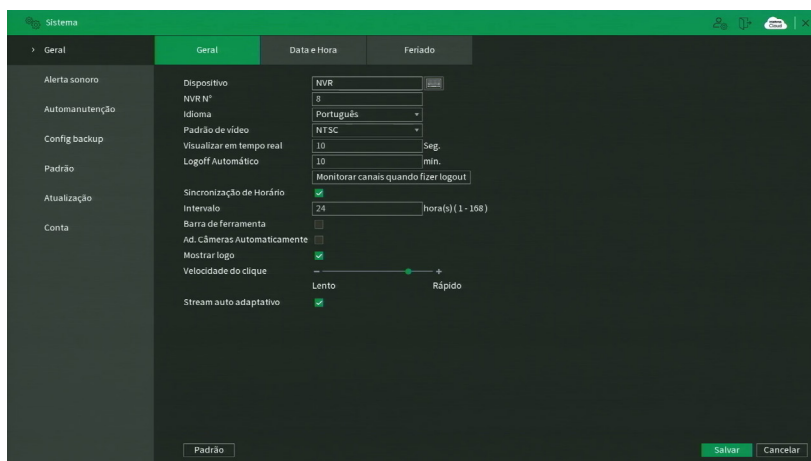 Sistema
Cloud
Geral
Alerta sonoro
Automanutenção
Config backup
Padrão
Atualização
Conta
Geral Data e Hora Feriado
Dispositivo NVR
NVR Nº 8
Idioma Português
Padrão de vídeo NTSC
Visualizar em tempo real 10 Seg.
Logoff Automático 10 min.
Monitorar canais quando fizer logout
Sincronização de Horário
Intervalo 24 hora(s) ( 1 - 168 )
Barra de ferramenta
Ad. Câmeras Automaticamente
Mostrar logo
Velocidade do clique
Lento Rápido
Stream auto adaptativo
Padrão Salvar Cancelar